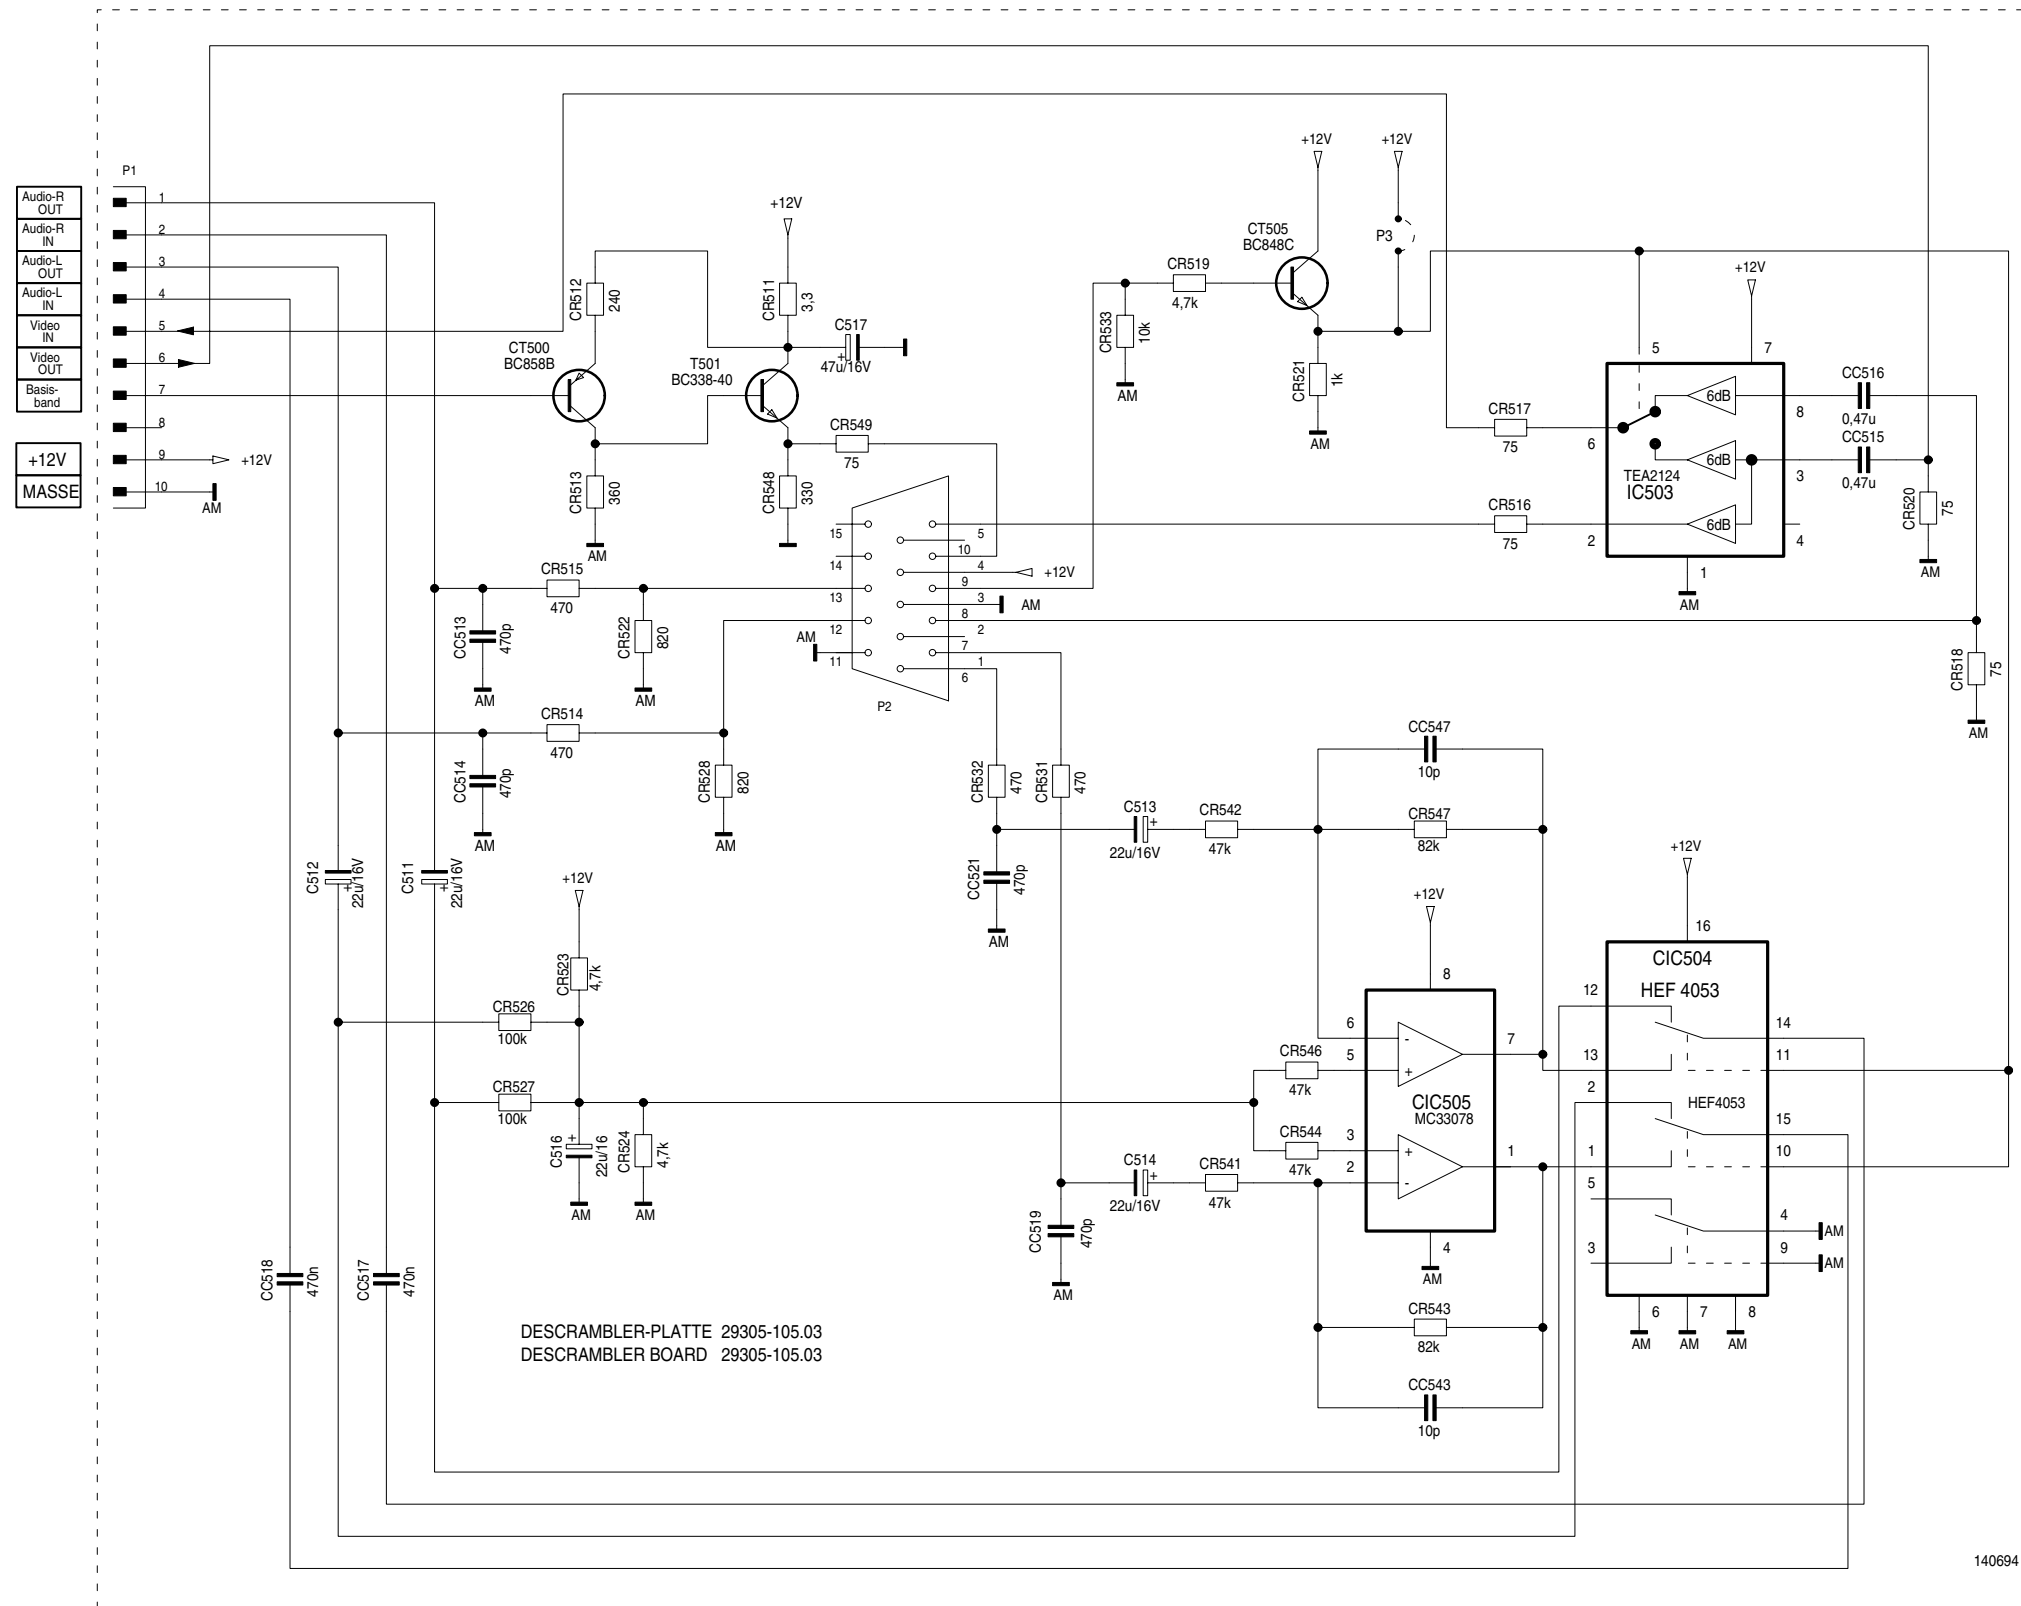 P1
Audio-R
OUT
1
Audio-R
IN
2
Audio-L
OUT
3
Audio-L
IN
4
Video
IN
5
Video
OUT
6
Basis-
band
7
8
+12V
9
+12V
MASSE
10
AM
CR512
240
CT500
BC858B
CR513
360
AM
+12V
CR511
3,3
C517
+
47u/16V
T501
BC338-40
CR549
75
CR548
330
+12V
+12V
CT505
BC848C
P3
CR519
4,7k
CR533
10k
AM
CR521
1k
AM
+12V
5
7
CR517
75
6
6dB
8
CC516
0,47u
CC515
0,47u
6dB
3
TEA2124
IC503
CR516
75
2
6dB
4
1
AM
CR520
75
AM
CR518
75
AM
15
14
13
12
AM
11
5
10
4
+12V
9
3
AM
8
2
7
1
6
P2
CR515
470
CC513
470p
AM
CR522
820
AM
CR514
470
CC514
470p
AM
CR528
820
AM
C512
+
22u/16V
C511
+
22u/16V
+12V
CR523
4,7k
CR526
100k
CR527
100k
C516
+
22u/16
AM
CR524
4,7k
AM
CC518
470n
CC517
470n
CR532
470
CR531
470
CC521
470p
AM
C513
+
22u/16V
CR542
47k
CC547
10p
CR547
82k
+12V
8
6
-
7
CR546
47k
5
+
CIC505
MC33078
CR544
47k
3
+
1
2
-
C514
+
22u/16V
CR541
47k
CC519
470p
AM
4
AM
CR543
82k
CC543
10p
+12V
16
CIC504
HEF 4053
12
14
13
11
2
HEF4053
15
1
10
5
4
AM
3
9
AM
6
7
8
AM
AM
AM
DESCRAMBLER-PLATTE 29305-105.03
DESCRAMBLER BOARD 29305-105.03
140694